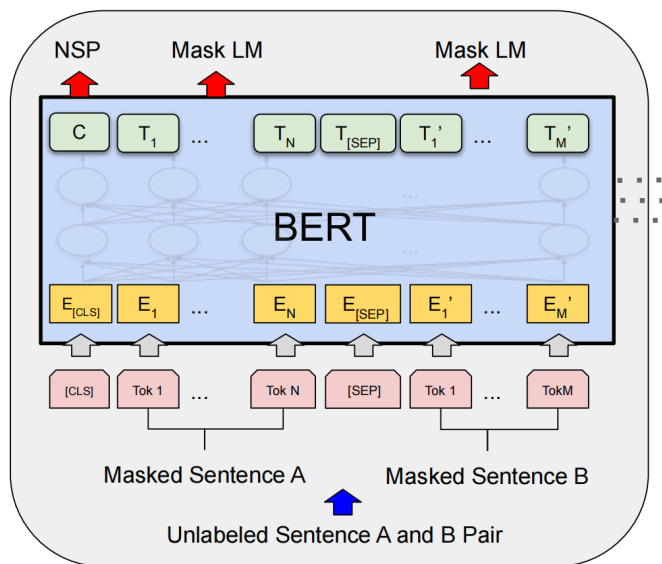 NSP Mask LM Mask LM
C T1 ... TN T[SEP] T1’ ... TM’
...
BERT
...
E[CLS] E1 ... EN E[SEP] E1’ ... EM’
[CLS] Tok 1 ... Tok N [SEP] Tok 1 ... TokM
Masked Sentence A Masked Sentence B
Unlabeled Sentence A and B Pair